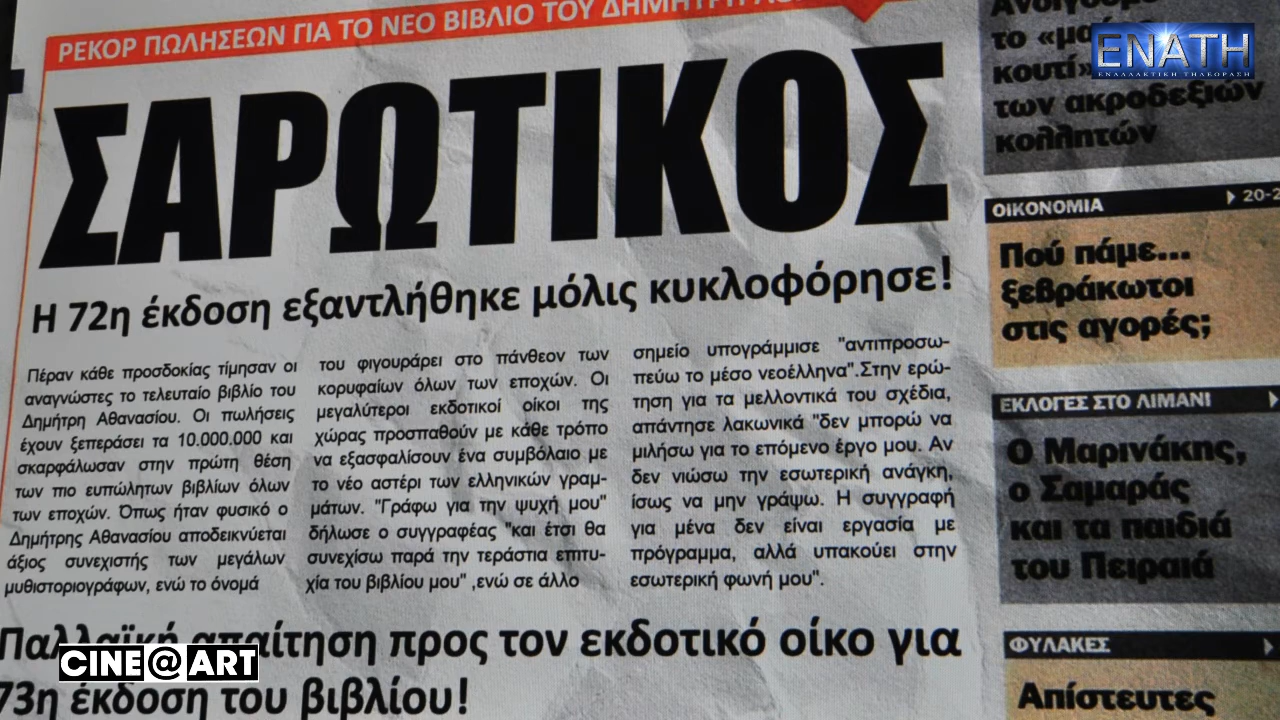 ΡΕΚΟΡ ΠΩΛΗΣΕΩΝ ΓΙΑ ΤΟ ΝΕΟ ΒΙΒΛΙΟ ΤΟΥ ΔΗΜΗΤΡΗ
ΣΑΡΩΤΙΚΟΣ
Η 72η έκδοση εξαντλήθηκε μόλις κυκλοφόρησε!
Πέραν κάθε προσδοκίας τίμησαν οι
αναγνώστες το τελευταίο βιβλίο του
Δημήτρη Αθανασίου. Οι πωλήσεις
έχουν ξεπεράσει τα 10.000.000 και
σκαρφάλωσαν στην πρώτη θέση
των πιο ευπώλητων βιβλίων όλων
των εποχών. Όπως ήταν φυσικό ο
Δημήτρης Αθανασίου αποδεικνύεται
άξιος συνεχιστής των μεγάλων
μυθιστοριογράφων, ενώ το όνομά
του φιγουράρει στο πάνθεον των
κορυφαίων όλων των εποχών. Οι
μεγαλύτεροι εκδοτικοί οίκοι της
χώρας προσπαθούν με κάθε τρόπο
να εξασφαλίσουν ένα συμβόλαιο με
το νέο αστέρι των ελληνικών γραμ-
μάτων. "Γράφω για την ψυχή μου"
δήλωσε ο συγγραφέας "και έτσι θα
συνεχίσω παρά την τεράστια επιτυ-
χία του βιβλίου μου" ,ενώ σε άλλο
σημείο υπογράμμισε "αντιπροσω-
πεύω το μέσο νεοέλληνα".Στην ερώ-
τηση για τα μελλοντικά του σχέδια,
απάντησε λακωνικά "δεν μπορώ να
μιλήσω για το επόμενο έργο μου. Αν
δεν νιώσω την εσωτερική ανάγκη,
ίσως να μην γράψω. Η συγγραφή
για μένα δεν είναι εργασία με
πρόγραμμα, αλλά υπακούει στην
εσωτερική φωνή μου".
Παλλαϊκή απαίτηση προς τον εκδοτικό οίκο για
73η έκδοση του βιβλίου!
το
κουτί»
των ακροδεξιών
κολλητών
ΟΙΚΟΝΟΜΙΑ
Πού πάμε...
ξεβράκωτοι
στις αγορές;
ΕΚΛΟΓΕΣ ΣΤΟ ΛΙΜΑΝΙ
Ο Μαρινάκης,
ο Σαμαράς
και τα παιδιά
του Πειραιά
ΦΥΛΑΚΕΣ
Απίστευτες
ΕΝΑΤΗ
ΕΝΑΛΛΑΚΤΙΚΗ ΤΗΛΕΟΡΑΣΗ
CINE@ART